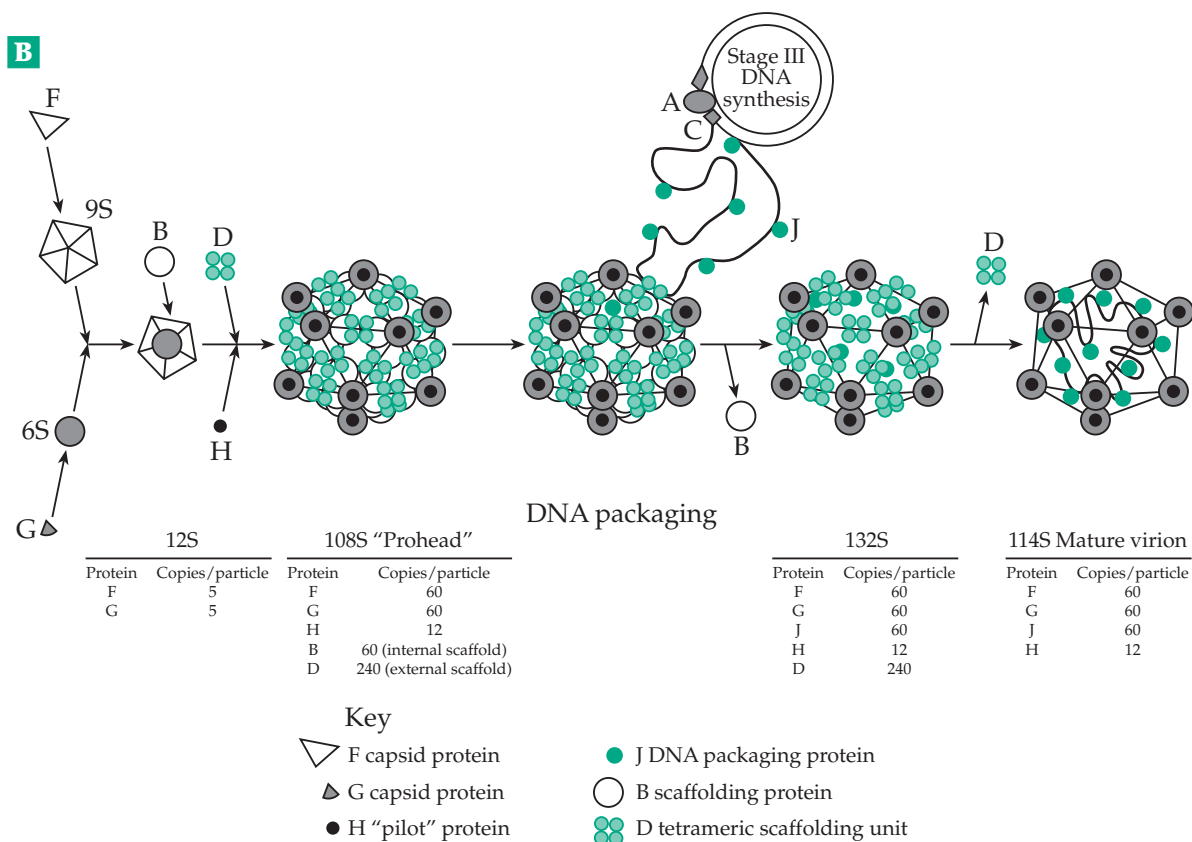 B
F
9S
B
D
6S
G
H
Stage III
DNA
synthesis
A
C
J
B
D
DNA packaging
12S
Protein Copies/particle
F 5
G 5
108S “Prohead”
Protein Copies/particle
F 60
G 60
H 12
B 60 (internal scaffold)
D 240 (external scaffold)
132S
Protein Copies/particle
F 60
G 60
J 60
H 12
D 240
114S Mature virion
Protein Copies/particle
F 60
G 60
J 60
H 12
Key
F capsid protein
G capsid protein
H “pilot” protein
J DNA packaging protein
B scaffolding protein
D tetrameric scaffolding unit